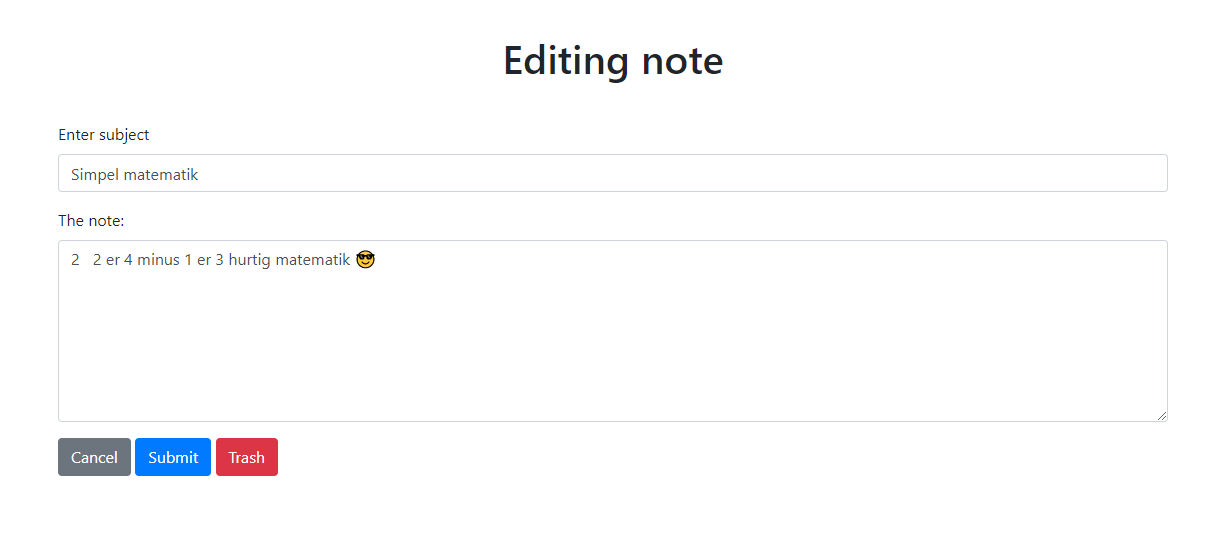 Editing note
Enter subject
Simpel matematik
The note:
2   2 er 4 minus 1 er 3 hurtig matematik 😎
Cancel Submit Trash